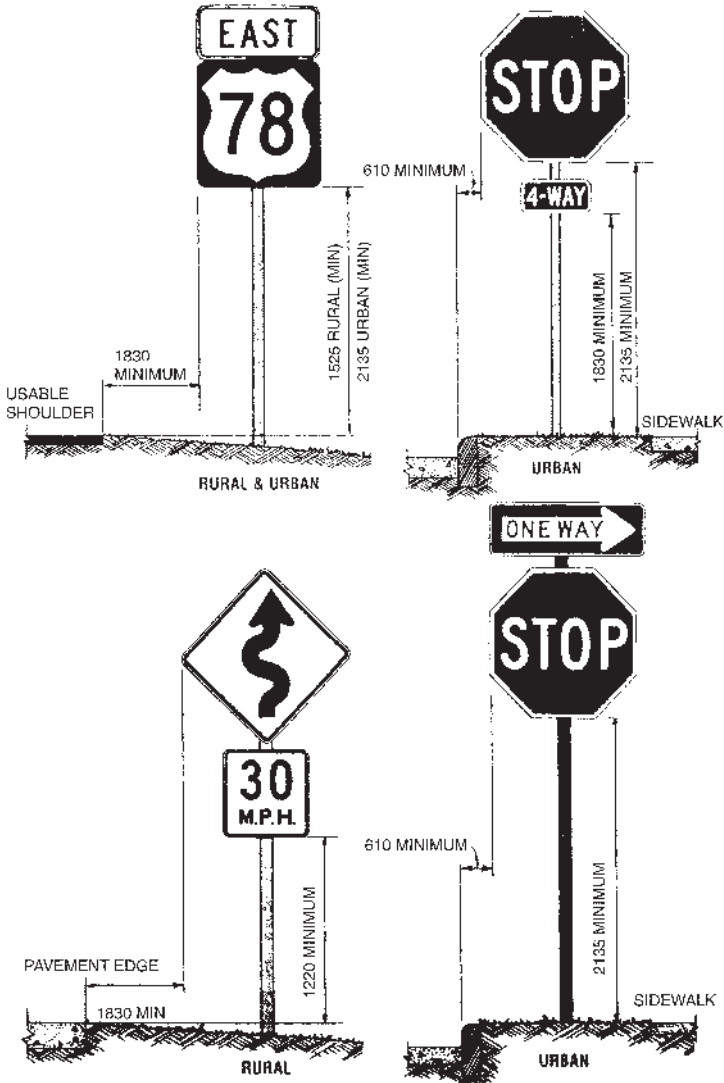 EAST
78
1830
MINIMUM
USABLE
SHOULDER
1525 RURAL (MIN)
2135 URBAN (MIN)
RURAL & URBAN
STOP
610 MINIMUM
4-WAY
1830 MINIMUM
2135 MINIMUM
SIDEWALK
URBAN
30
M.P.H.
1220 MINIMUM
PAVEMENT EDGE
1830 MIN
RURAL
ONE WAY
STOP
610 MINIMUM
2135 MINIMUM
SIDEWALK
URBAN